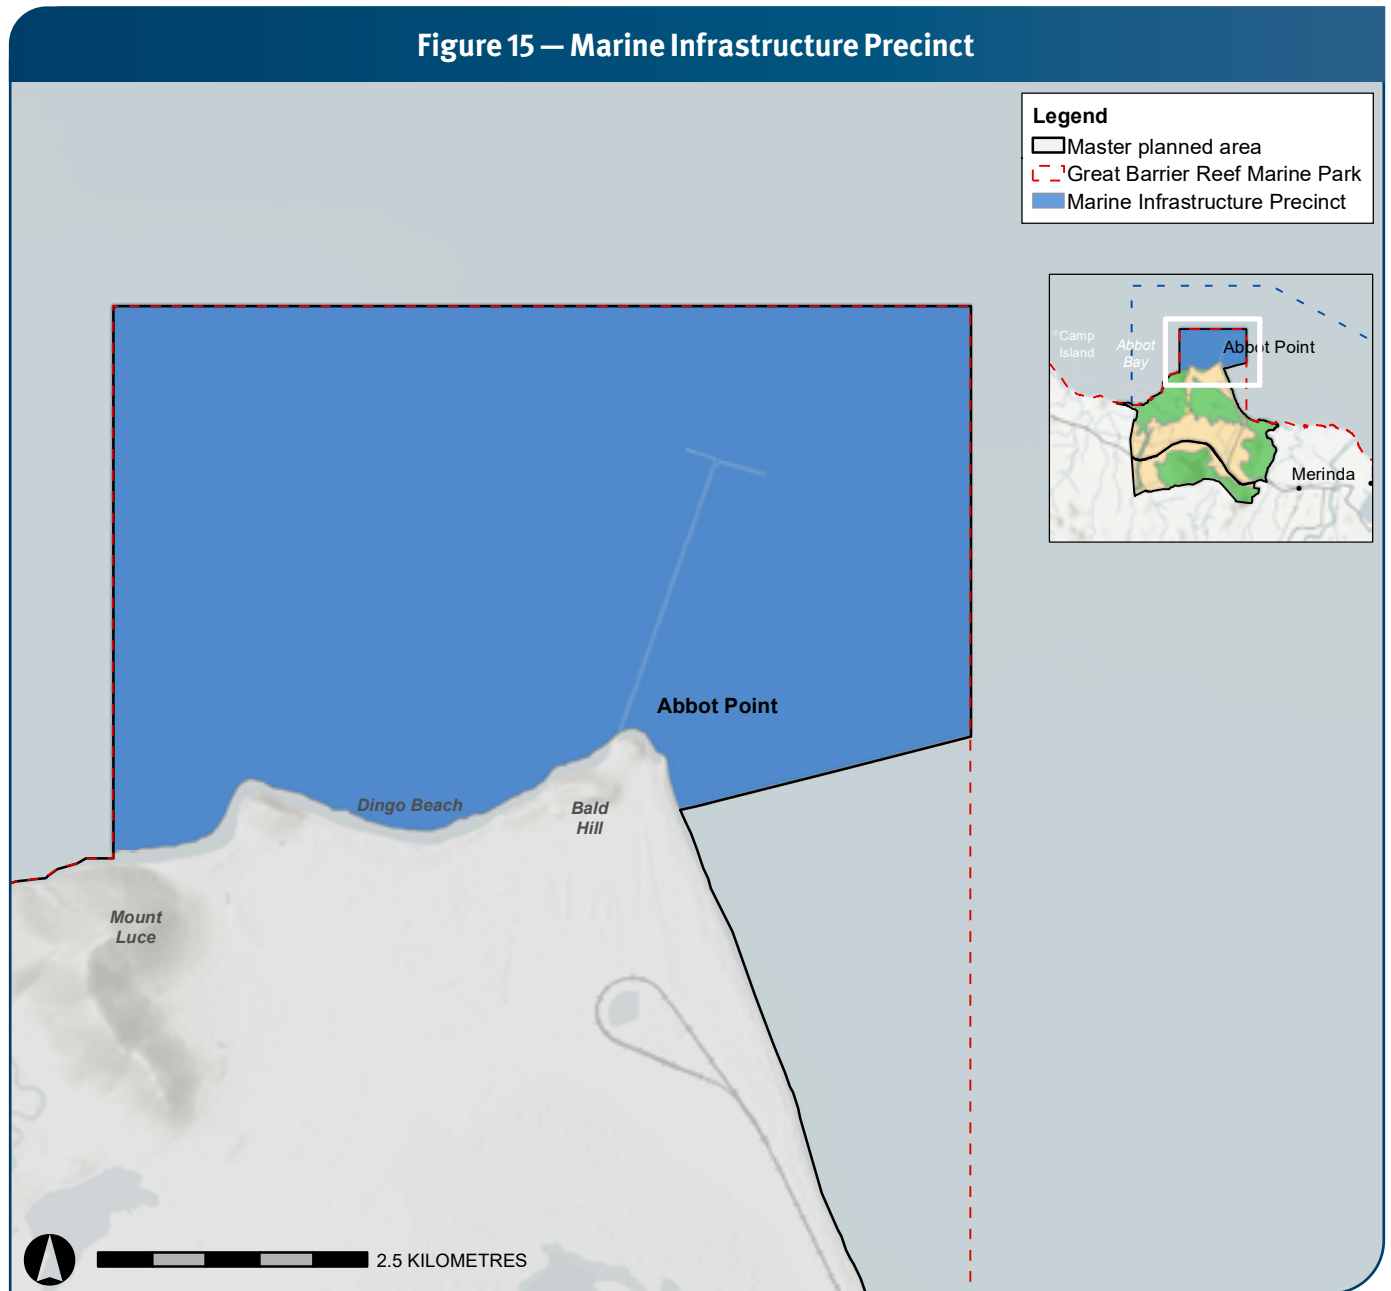 Figure 15 — Marine Infrastructure Precinct
Legend
Master planned area
Great Barrier Reef Marine Park
Marine Infrastructure Precinct
Camp
Island
Abbot
Bay
Abbot Point
Merinda
Abbot Point
Dingo Beach
Bald
Hill
Mount
Luce
2.5 KILOMETRES